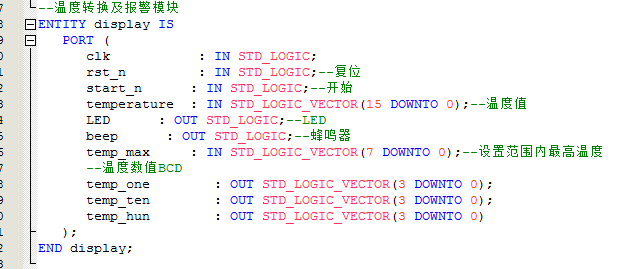 --温度转换及报警模块
ENTITY display IS
PORT (
clk : IN STD_LOGIC;
rst_n : IN STD_LOGIC;--复位
start_n : IN STD_LOGIC;--开始
temperature : IN STD_LOGIC_VECTOR(15 DOWNTO 0);--温度值
LED : OUT STD_LOGIC;--LED
beep : OUT STD_LOGIC;--蜂鸣器
temp_max : IN STD_LOGIC_VECTOR(7 DOWNTO 0);--设置范围内最高温度
--温度数值BCD
temp_one : OUT STD_LOGIC_VECTOR(3 DOWNTO 0);
temp_ten : OUT STD_LOGIC_VECTOR(3 DOWNTO 0);
temp_hun : OUT STD_LOGIC_VECTOR(3 DOWNTO 0)
);
END display;